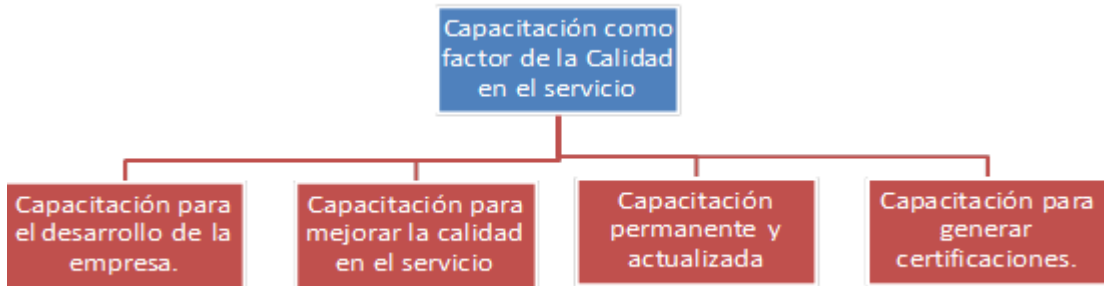 Capacitación como
factor de la Calidad
en el servicio
Capacitación para
el desarrollo de la
empresa.
Capacitación para
mejorar la calidad
en el servicio
Capacitación
permanente y
actualizada
Capacitación para
generar
certificaciones.